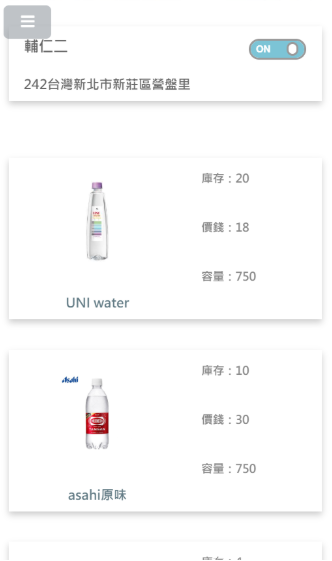 輔仁二
ON
242台灣新北市新莊區營盤里
庫存：20
價錢：18
容量：750
UNI water
庫存：10
Asahi
價錢：30
容量：750
asahi原味